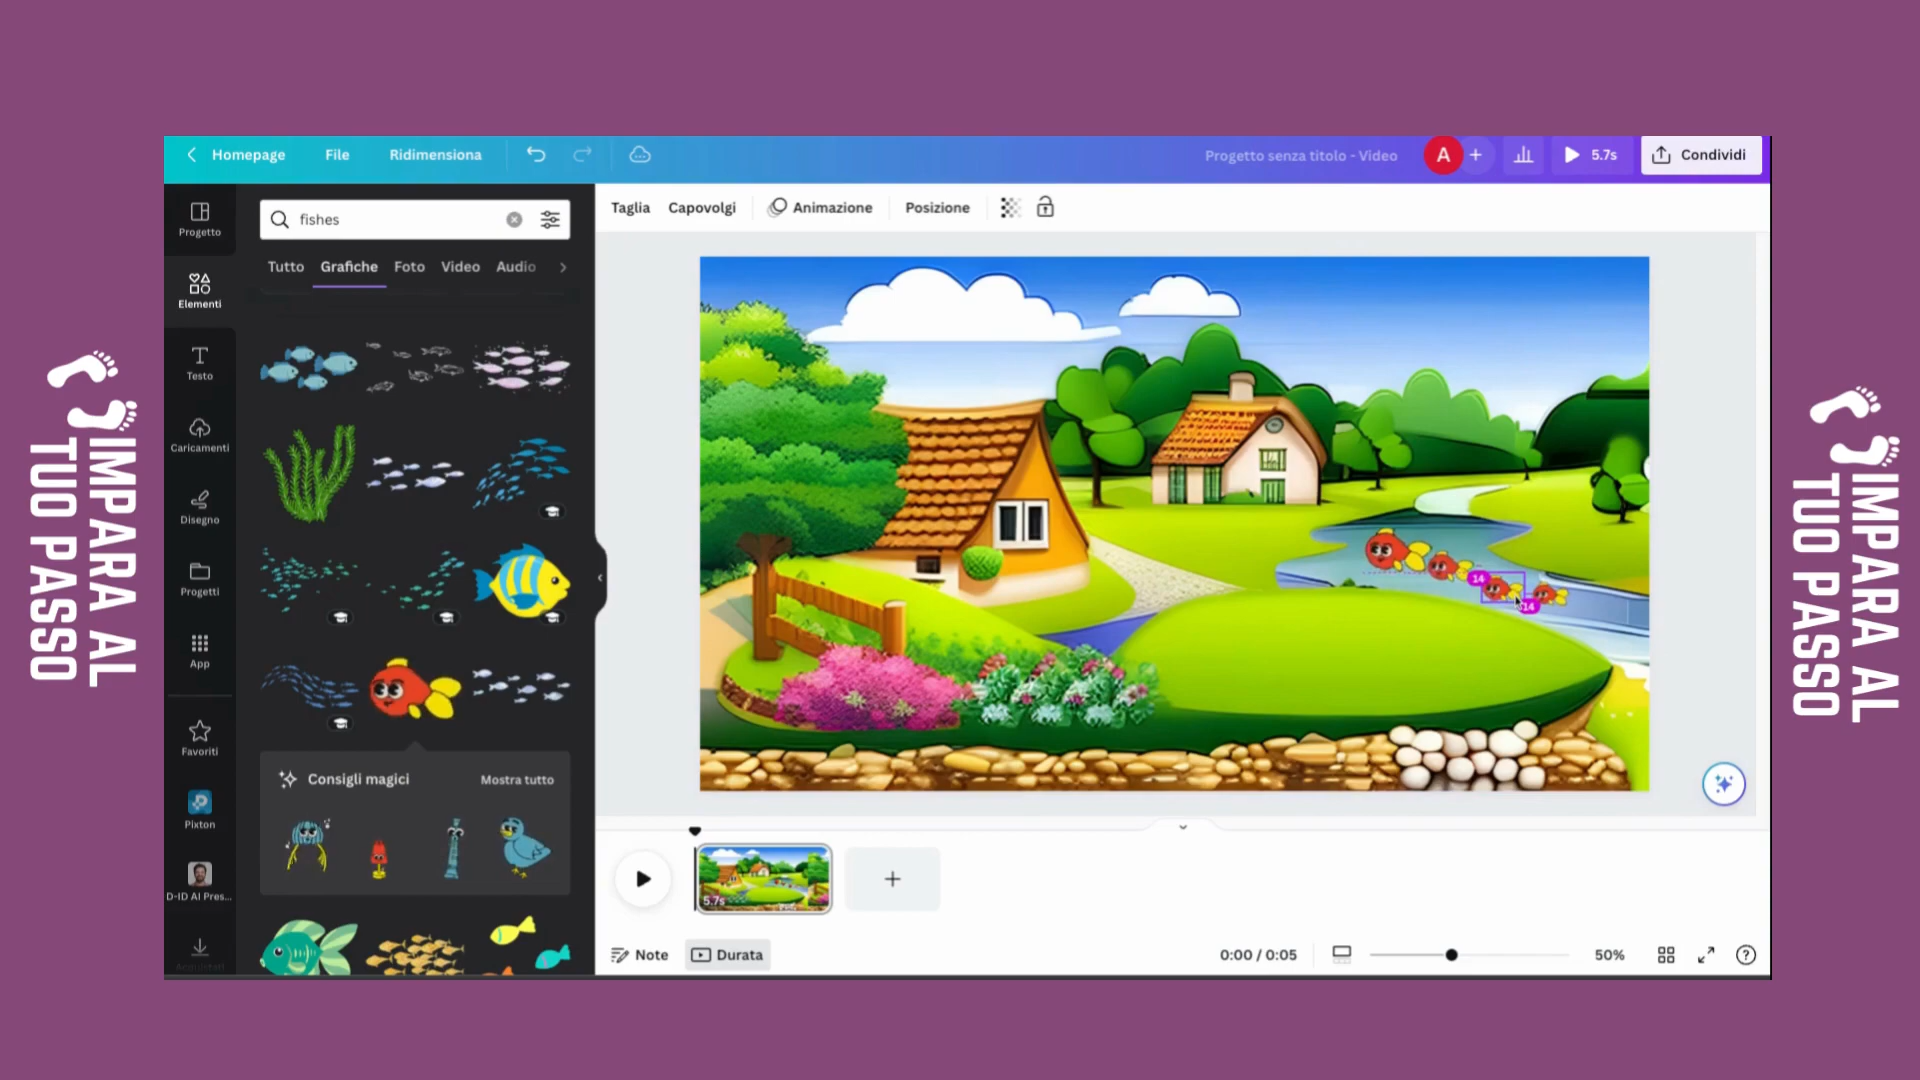 Homepage File Ridimensiona Progetto senza titolo - Video A + 5.7s Condividi
Progetto
Elementi
Testo
Caricamenti
Disegno
Progetti
App
Favoriti
Pixton
D-ID AI Pres...
Acquistati
fishes
Tutto Grafiche Foto Video Audio
Consigli magici Mostra tutto
Taglia Capovolgi Animazione Posizione
14
14
5.7s
Note Durata 0:00 / 0:05 50%
IMPARA AL
TUO PASSO
IMPARA AL
TUO PASSO